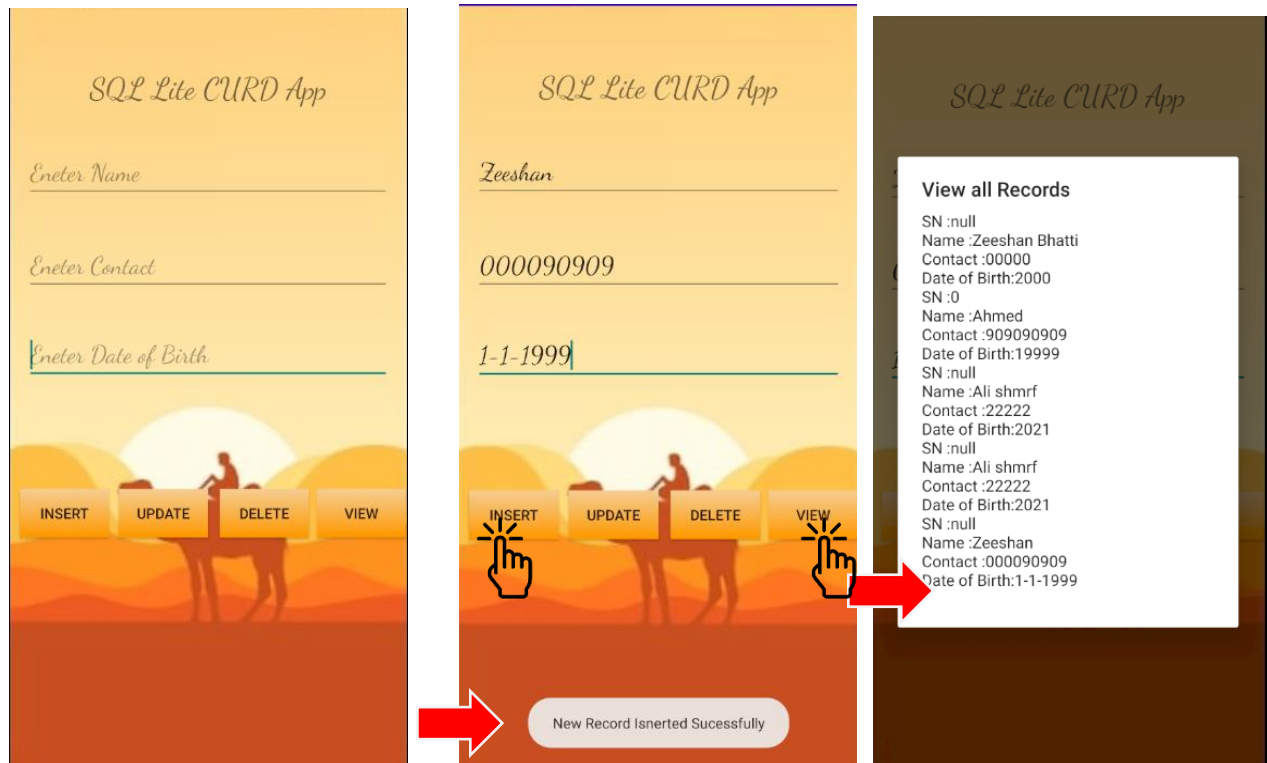 SQL Lite CURD App
Eneter Name
Eneter Contact
Eneter Date of Birth
INSERT UPDATE DELETE VIEW
SQL Lite CURD App
Zeeshan
000090909
1-1-1999
INSERT UPDATE DELETE VIEW
New Record Isnerted Sucessfully
SQL Lite CURD App
View all Records
SN :null
Name :Zeeshan Bhatti
Contact :00000
Date of Birth:2000
SN :0
Name :Ahmed
Contact :909090909
Date of Birth:19999
SN :null
Name :Ali shmrf
Contact :22222
Date of Birth:2021
SN :null
Name :Ali shmrf
Contact :22222
Date of Birth:2021
SN :null
Name :Zeeshan
Contact :000090909
Date of Birth:1-1-1999